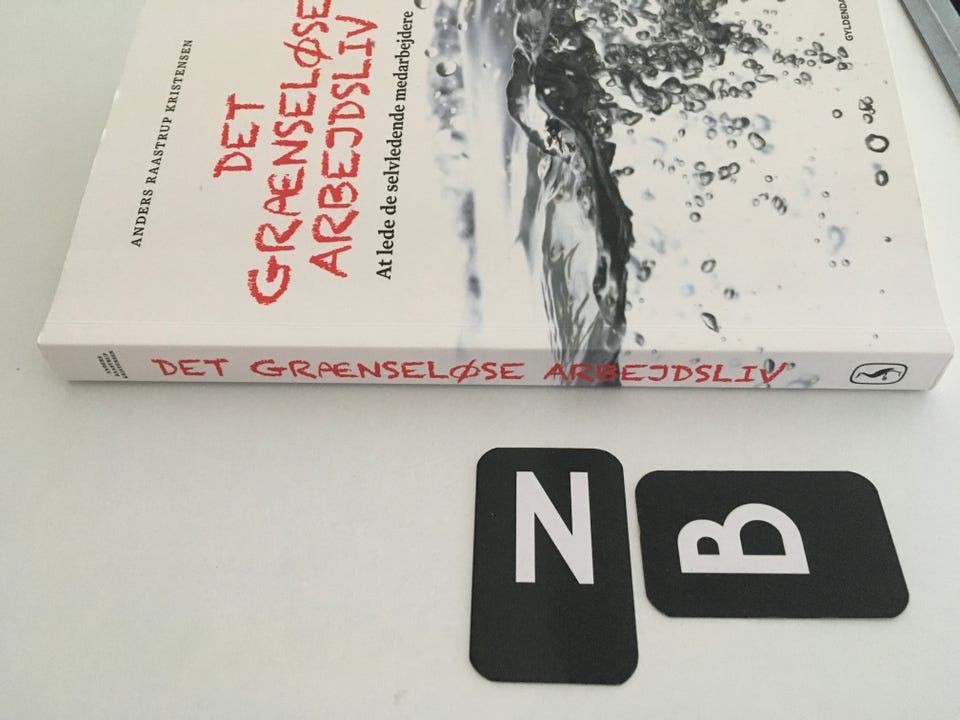 ANDERS RAASTRUP KRISTENSEN
DET
GRÆNSELØSE
ARBEJDSLIV
At lede de selvledende medarbejdere
DET GRÆNSELØSE ARBEJDSLIV
N
B